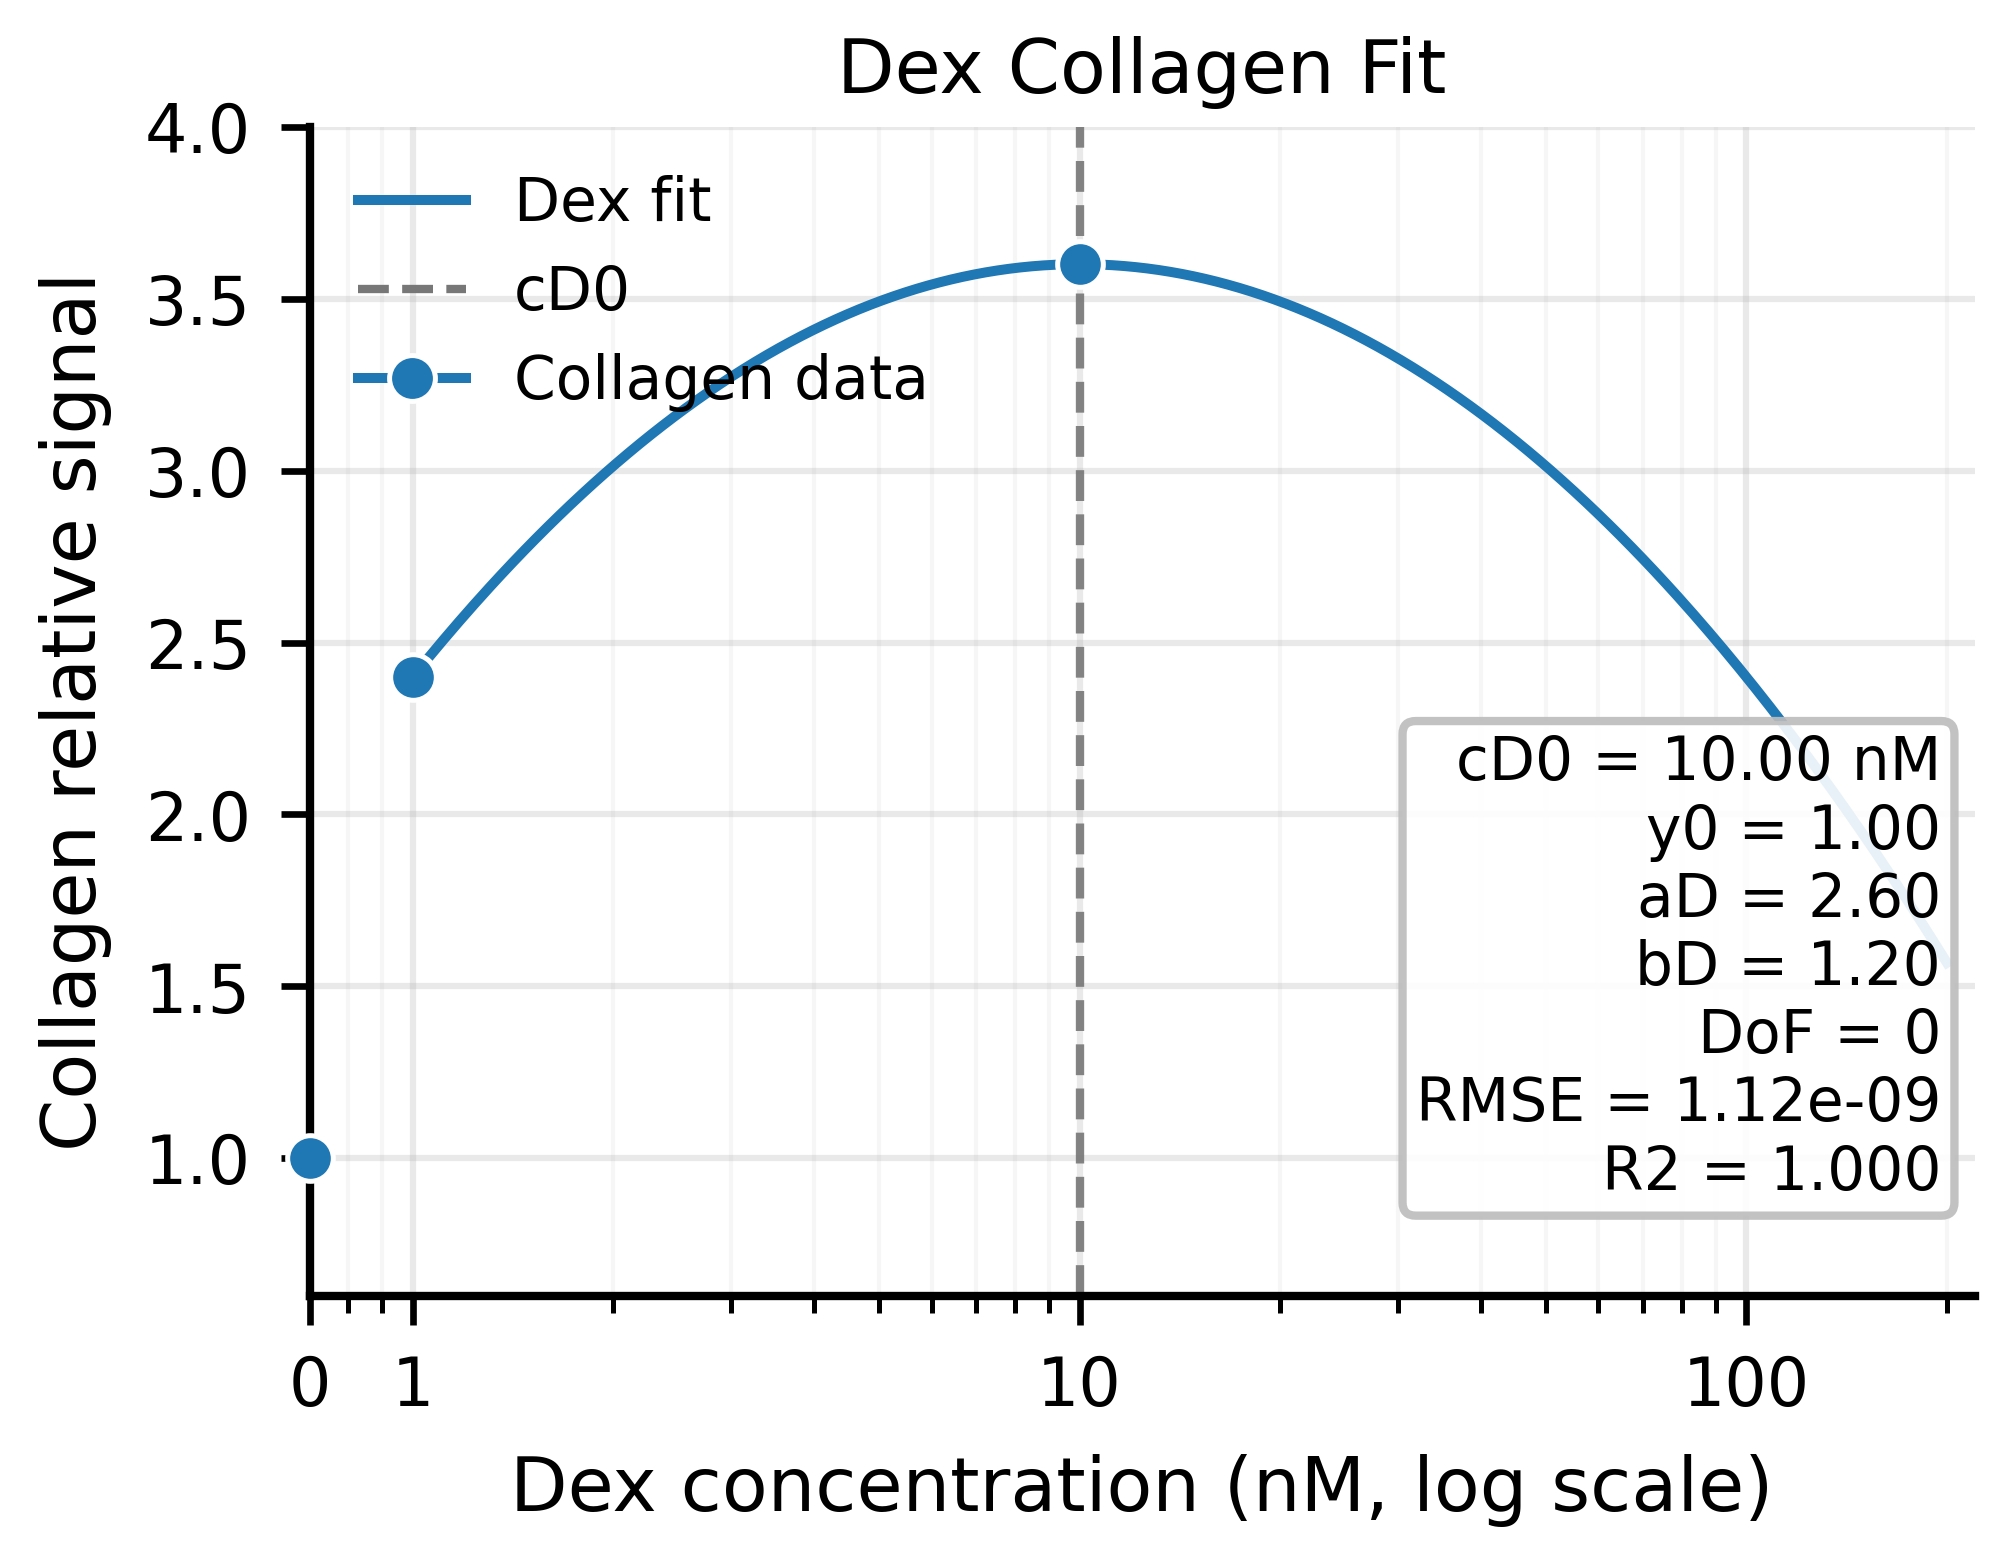 Dex Collagen Fit
4.0
3.5
3.0
2.5
2.0
1.5
1.0
Collagen relative signal
Dex fit
cD0
Collagen data
cD0 = 10.00 nM
y0 = 1.00
aD = 2.60
bD = 1.20
DoF = 0
RMSE = 1.12e-09
R2 = 1.000
0 1 10 100
Dex concentration (nM, log scale)